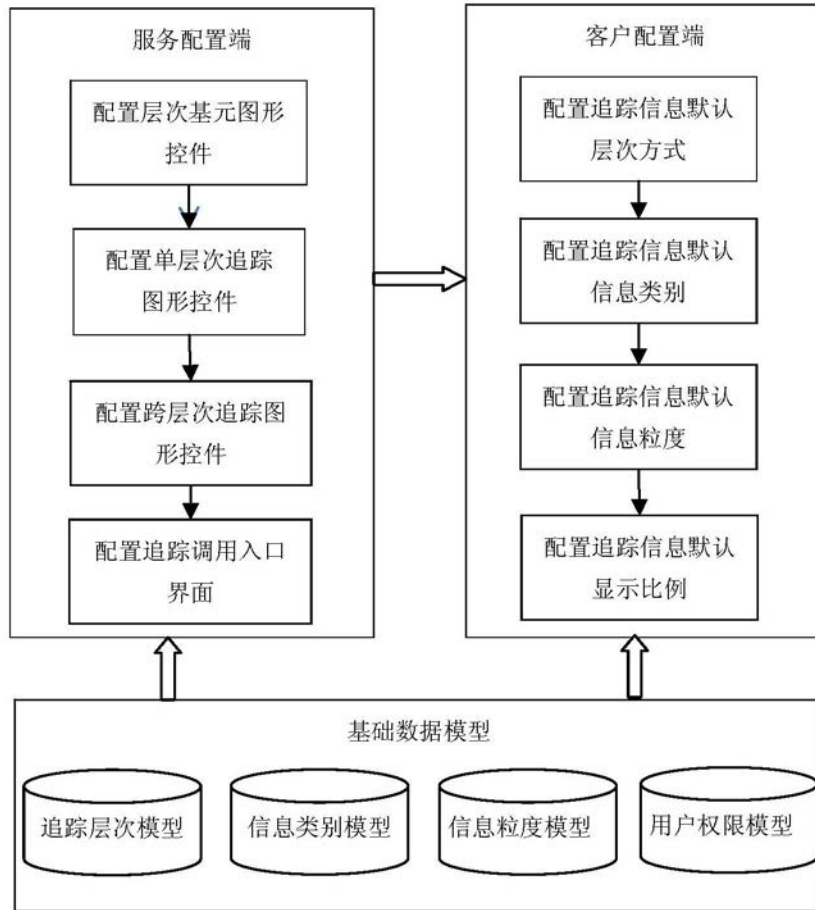 服务配置端
配置层次基元图形
控件
配置单层次追踪
图形控件
配置跨层次追踪图
形控件
配置追踪调用入口
界面
客户配置端
配置追踪信息默认
层次方式
配置追踪信息默认
信息类别
配置追踪信息默认
信息粒度
配置追踪信息默认
显示比例
基础数据模型
追踪层次模型
信息类别模型
信息粒度模型
用户权限模型